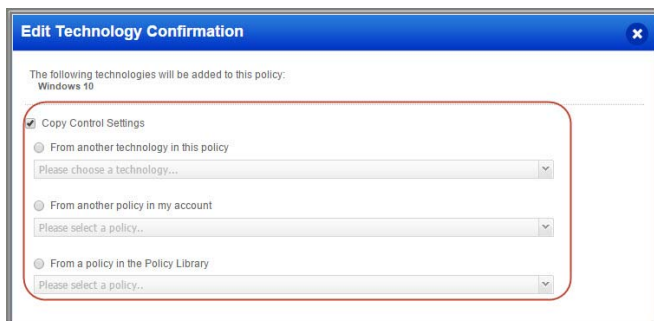 Edit Technology Confirmation
The following technologies will be added to this policy:
Windows 10
Copy Control Settings
From another technology in this policy
Please choose a technology...
From another policy in my account
Please select a policy..
From a policy in the Policy Library
Please select a policy..